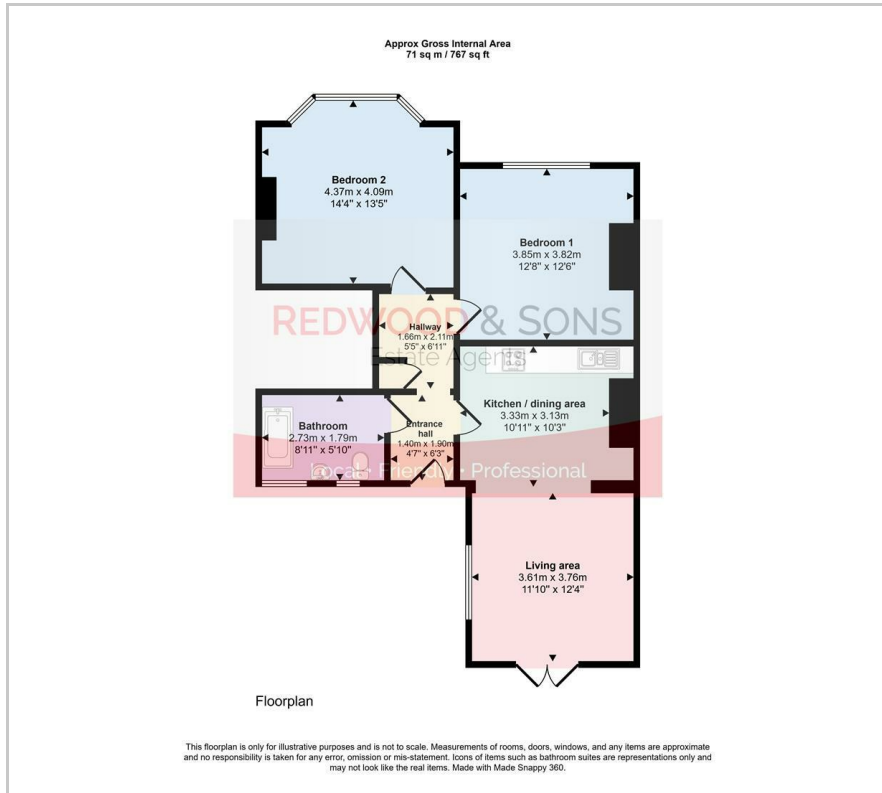 Approx Gross Internal Area
71 sq m / 767 sq ft
Bedroom 2
4.37m x 4.09m
14'4" x 13'5"
Bedroom 1
3.85m x 3.82m
12'8" x 12'6"
REDWOOD & SONS
Estate Agents
Hallway
1.66m x 2.11m
5'5" x 6'11"
Kitchen / dining area
3.33m x 3.13m
10'11" x 10'3"
Bathroom
2.73m x 1.79m
8'11" x 5'10"
Entrance
hall
1.40m x 1.90m
4'7" x 6'3"
Local • Friendly • Professional
Living area
3.61m x 3.76m
11'10" x 12'4"
Floorplan
This floorplan is only for illustrative purposes and is not to scale. Measurements of rooms, doors, windows, and any items are approximate
and no responsibility is taken for any error, omission or mis-statement. Icons of items such as bathroom suites are representations only and
may not look like the real items. Made with Made Snappy 360.